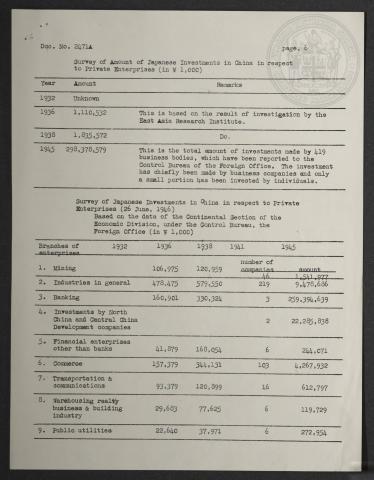 Doc. No. 2471A page. 6
Survey of Amount of Japanese Investments in China in respect
to Private Enterprises (in ¥ 1,000)
Year Amount Remarks
1932 Unknown
1936 1,110,532 This is based on the result of investigation by the
East Asia Research Institute.
1938 1,835,572 Do.
1945 298,378,579 This is the total amount of investments made by 419
business bodies, which have been reported to the
Control Bureau of the Foreign Office. The investment
has chiefly been made by business companies and only
a small portion has been invested by individuals.
Survey of Japanese Investments in China in respect to Private
Enterprises (26 June, 1946)
Based on the data of the Continental Section of the
Economic Division, under the Control Bureau, the
Foreign Office (in ¥ 1,000)
Branches of enterprises 1932 1936 1938 1941 1945
number of companies amount
1. Mining 106,975 120,959 46 1,541,077
2. Industries in general 478,475 579,550 219 9,478,686
3. Banking 160,901 330,324 3 259,394,639
4. Investments by North
China and Central China
Development companies 2 22,285,838
5. Financial enterprises
other than banks 41,879 168,054 6 244,071
6. Commerce 157,379 344,131 103 4,267,932
7. Transportation &
communications 93,379 120,899 16 612,797
8. Warehousing realty
business & building
industry 29,683 77,625 6 119,729
9. Public utilities 22,640 37,971 6 272,954